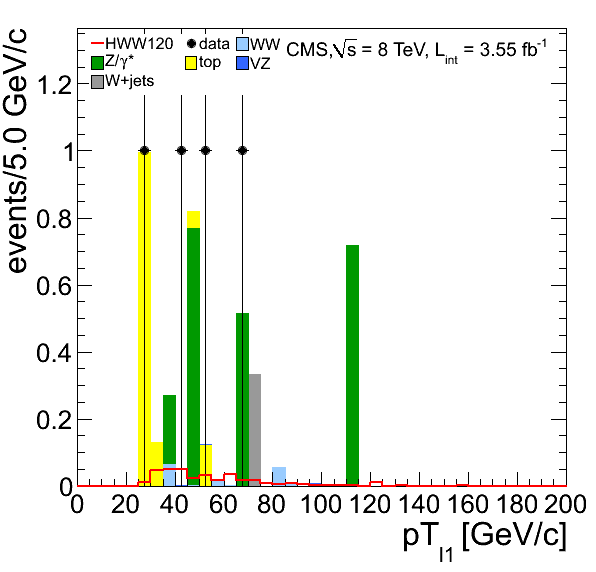 HWW120 data WW
Z/γ* top VZ
W+jets
CMS,√s = 8 TeV, L_int = 3.55 fb⁻¹
events/5.0 GeV/c
1.2
1
0.8
0.6
0.4
0.2
0
0 20 40 60 80 100 120 140 160 180 200
pT_l1 [GeV/c]